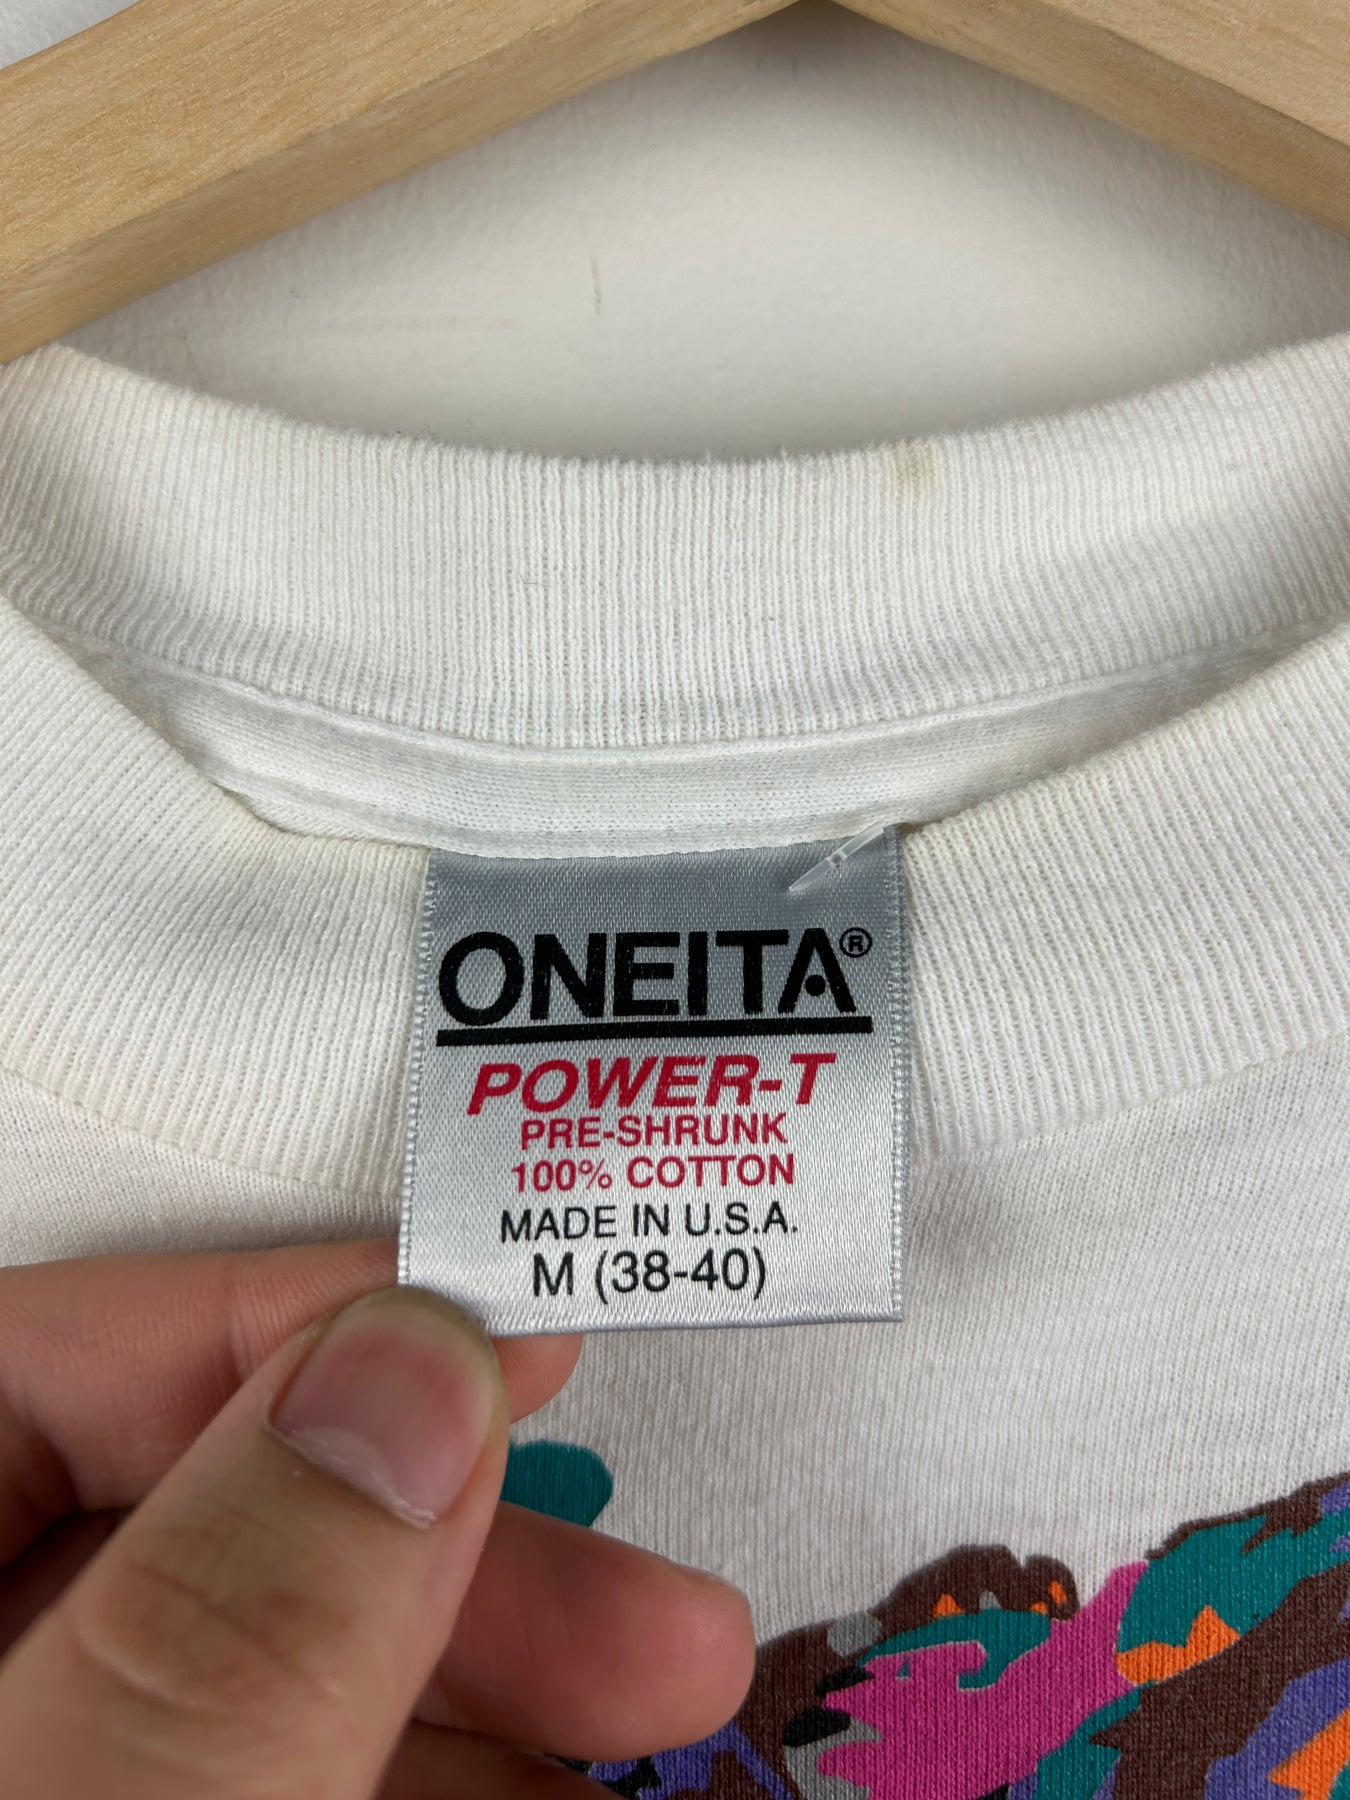 ONEITA®
POWER-T
PRE-SHRUNK
100% COTTON
MADE IN U.S.A.
M (38-40)